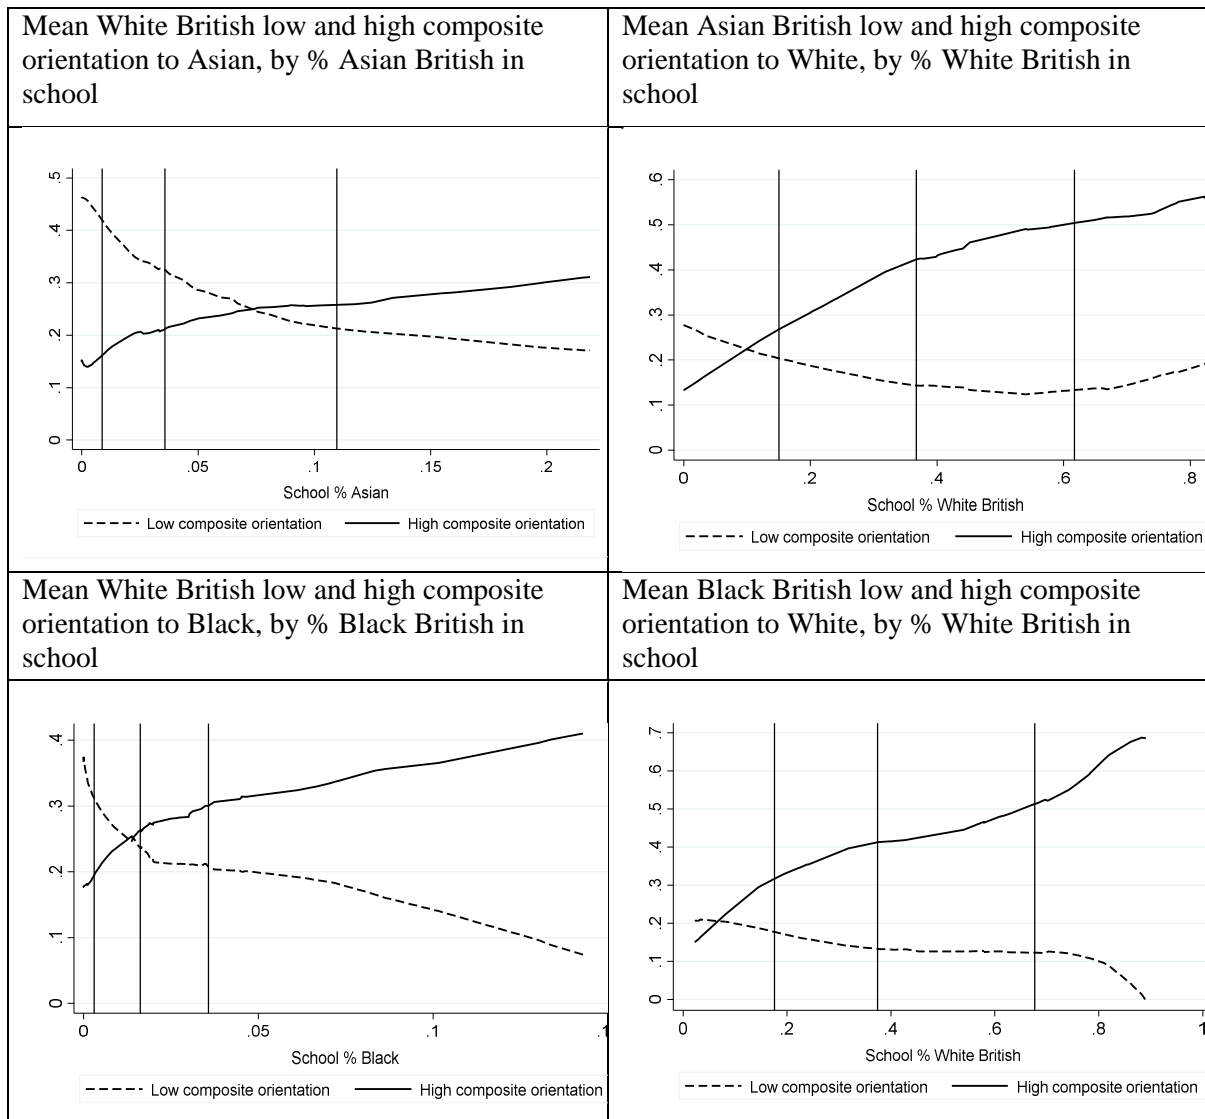 Mean White British low and high composite
orientation to Asian, by % Asian British in
school
Mean Asian British low and high composite
orientation to White, by % White British in
school
.5
.4
.3
.2
.1
0
0 .05 .1 .15 .2
School % Asian
Low composite orientation High composite orientation
.6
.5
.4
.3
.2
.1
0
0 .2 .4 .6 .8
School % White British
Low composite orientation High composite orientation
Mean White British low and high composite
orientation to Black, by % Black British in
school
Mean Black British low and high composite
orientation to White, by % White British in
school
.4
.3
.2
.1
0
0 .05 .1 .1
School % Black
Low composite orientation High composite orientation
.7
.6
.5
.4
.3
.2
.1
0
0 .2 .4 .6 .8 1
School % White British
Low composite orientation High composite orientation